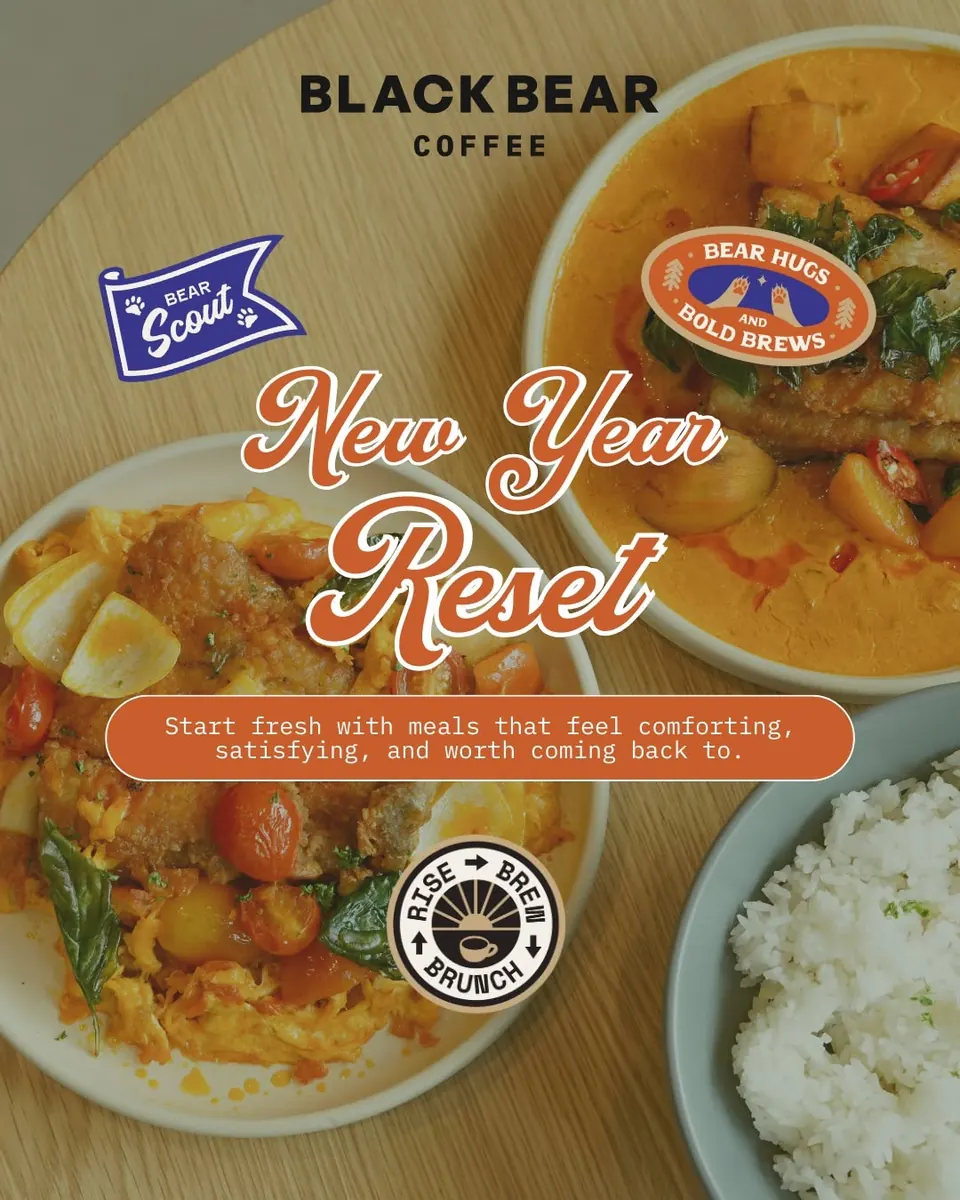 BLACK BEAR
COFFEE
BEAR
Scout
BEAR HUGS
AND
BOLD BREWS
New Year
Reset
Start fresh with meals that feel comforting,
satisfying, and worth coming back to.
RISE → BREW →
BRUNCH →